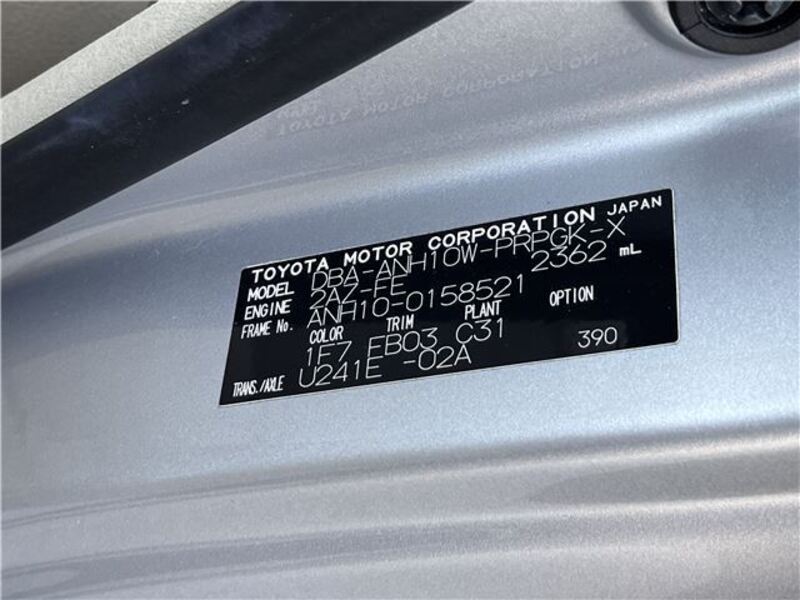 TOYOTA MOTOR CORPORATION JAPAN
MODEL DBA-ANH10W-PRPGK-X
ENGINE 2AZ-FE 2362 mL
FRAME No. ANH10-0158521
COLOR TRIM PLANT OPTION
1F7 EB03 C31
TRANS./AXLE U241E -02A 390